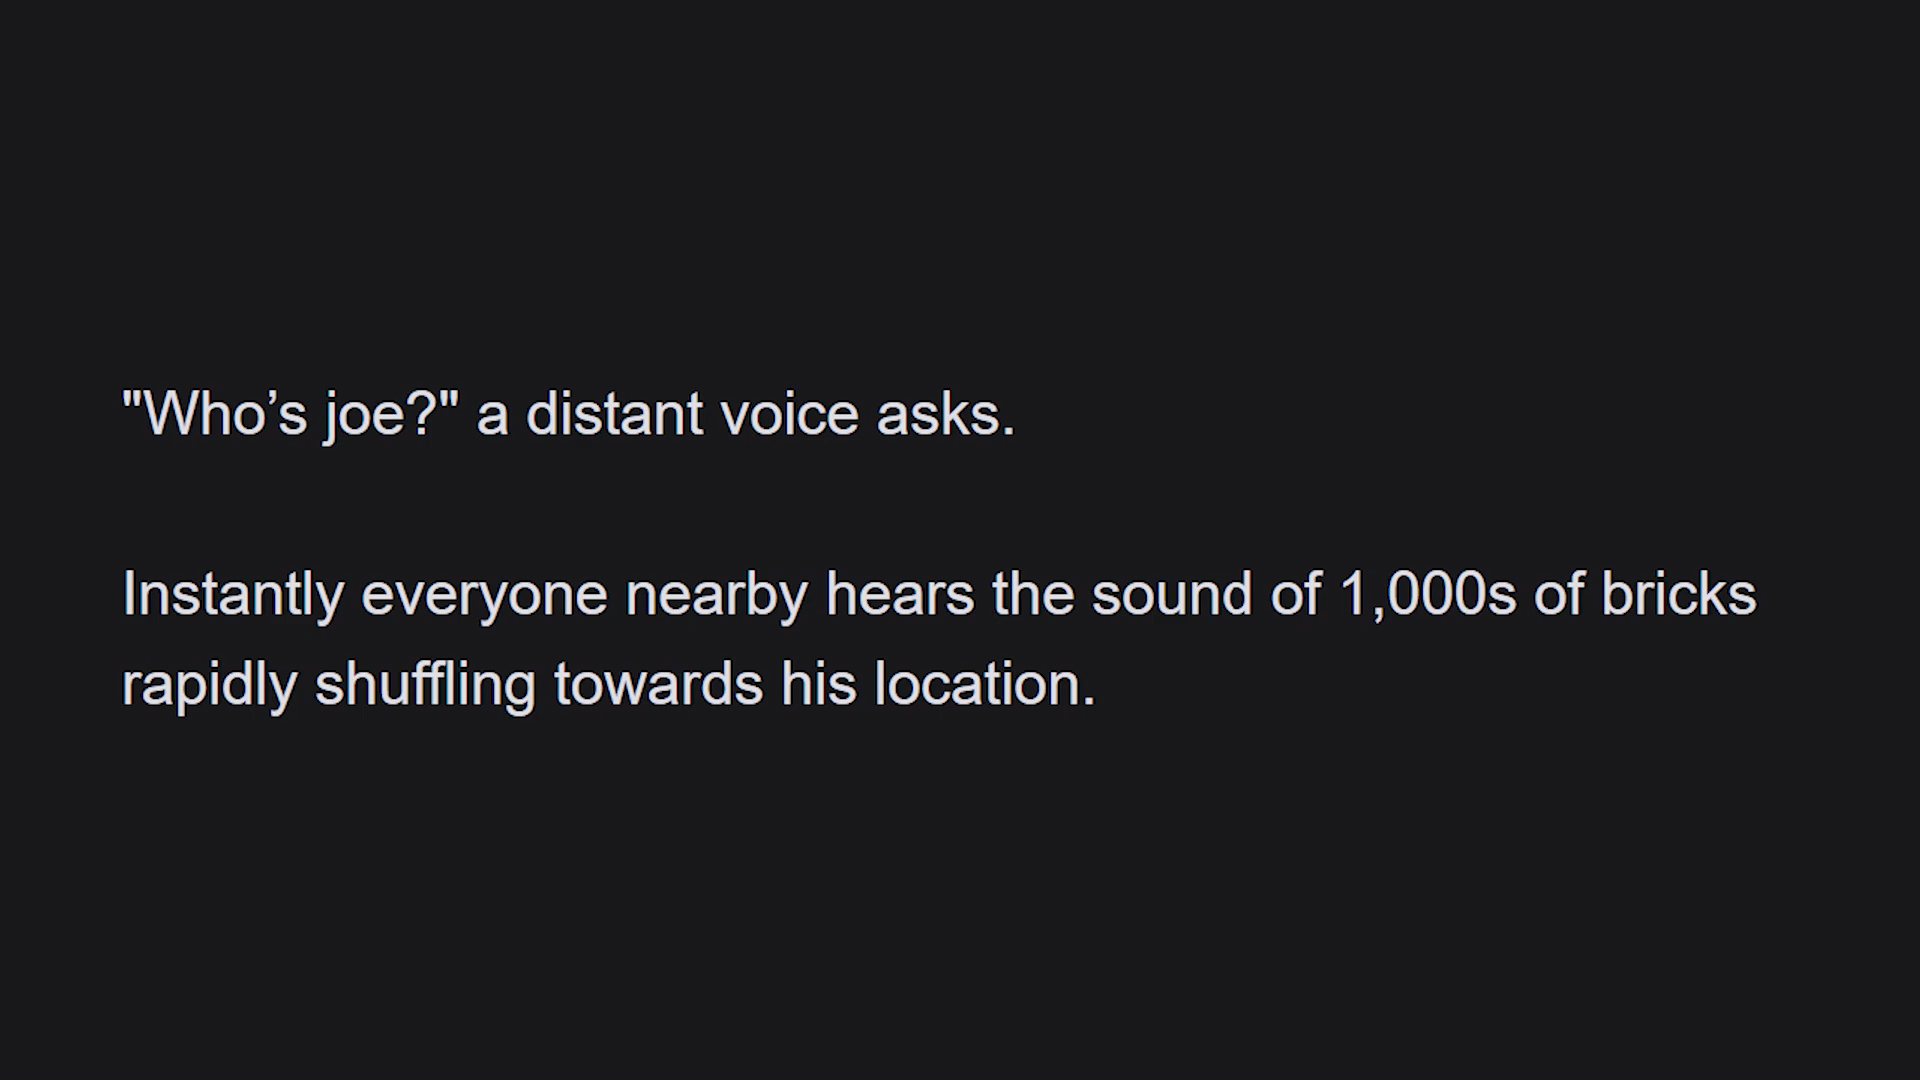 "Who’s joe?" a distant voice asks.
Instantly everyone nearby hears the sound of 1,000s of bricks
rapidly shuffling towards his location.